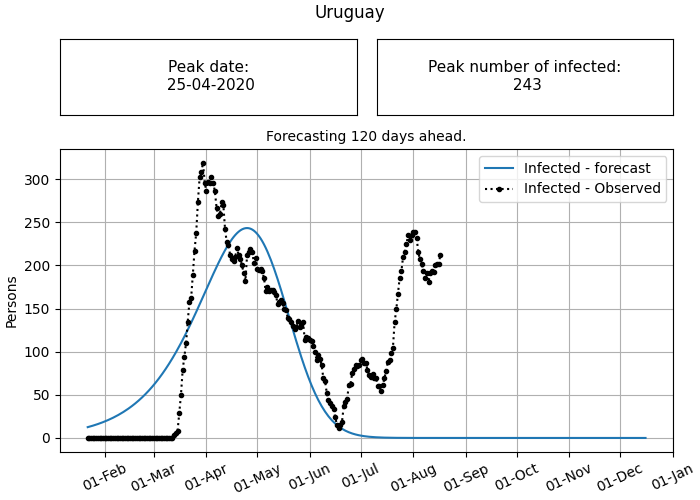 Uruguay
Peak date:
25-04-2020
Peak number of infected:
243
Forecasting 120 days ahead.
Infected - forecast
Infected - Observed
Persons
300
250
200
150
100
50
0
01-Feb
01-Mar
01-Apr
01-May
01-Jun
01-Jul
01-Aug
01-Sep
01-Oct
01-Nov
01-Dec
01-Jan